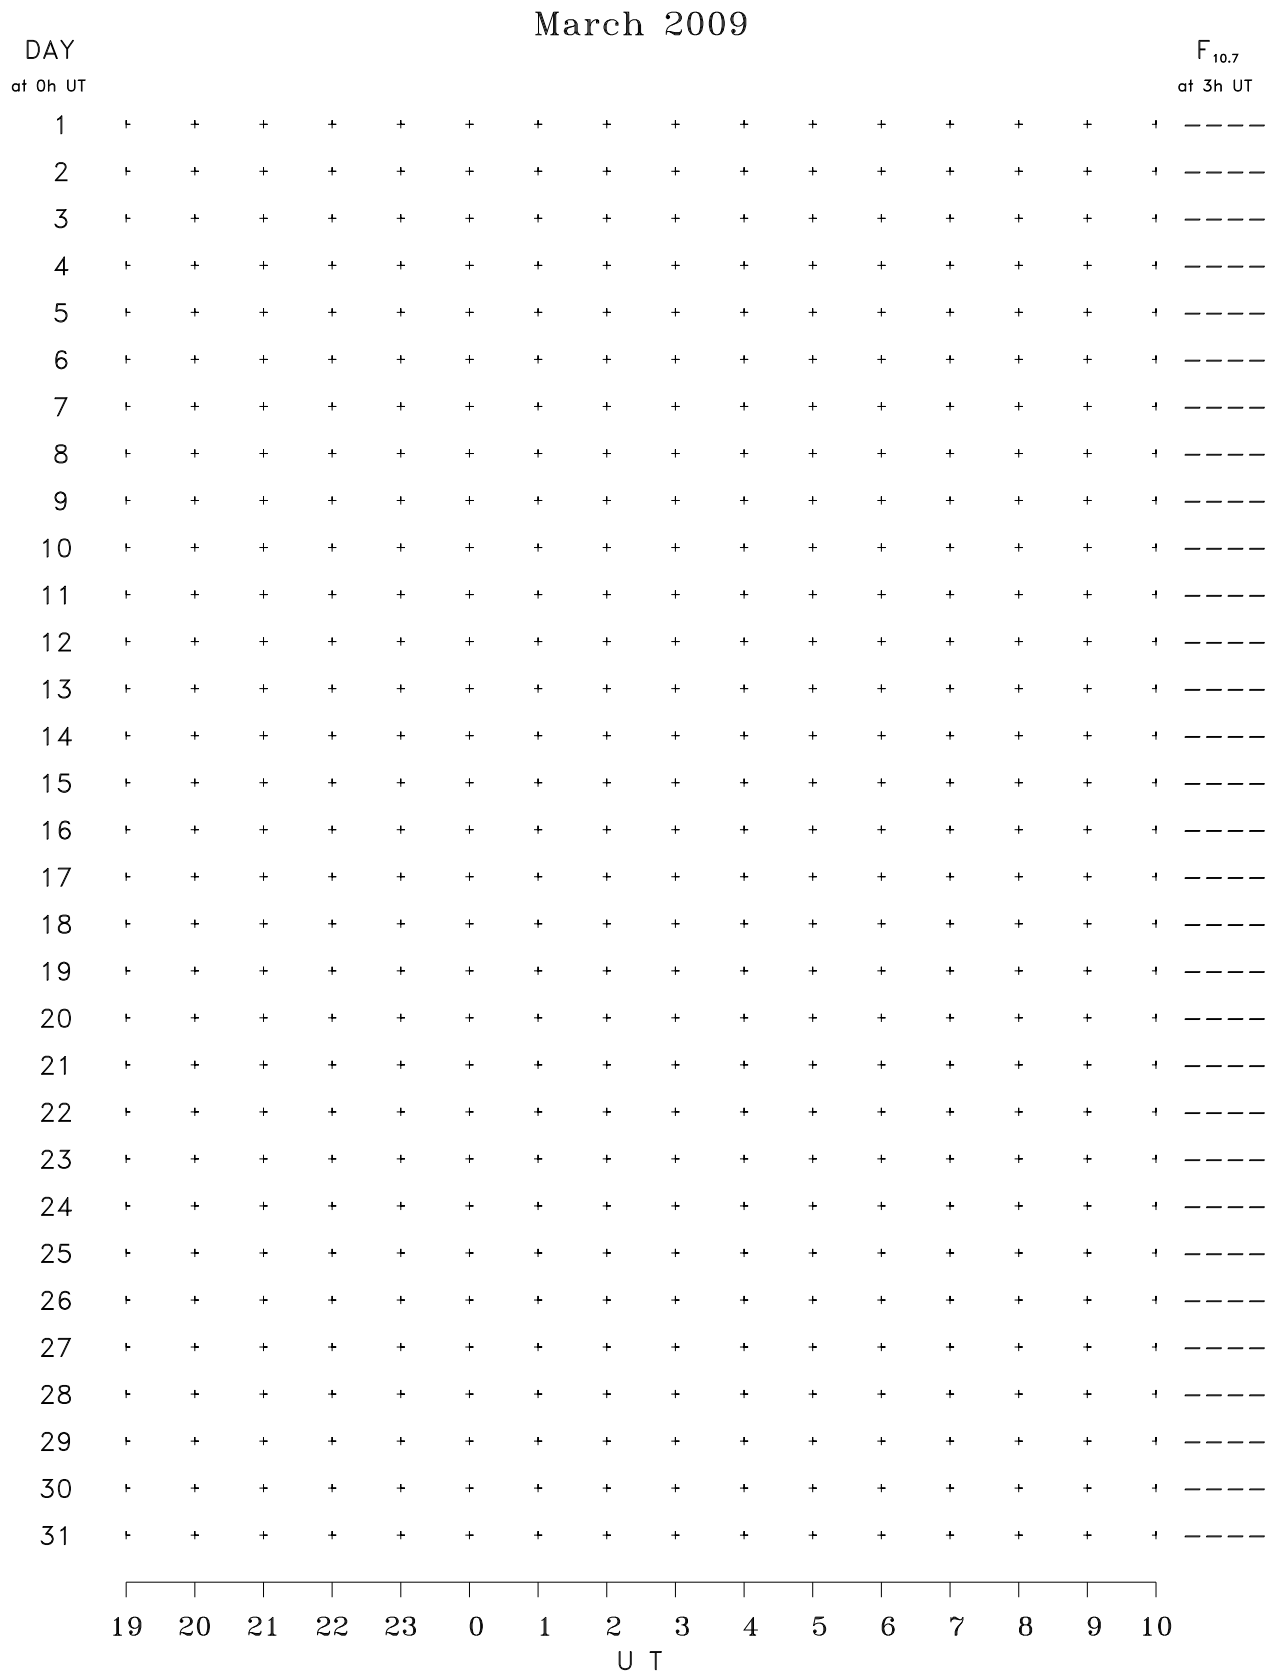 March 2009
DAY F10.7
at 0h UT at 3h UT
1 + + + + + + + + + + + + + + + + ————
2 + + + + + + + + + + + + + + + + ————
3 + + + + + + + + + + + + + + + + ————
4 + + + + + + + + + + + + + + + + ————
5 + + + + + + + + + + + + + + + + ————
6 + + + + + + + + + + + + + + + + ————
7 + + + + + + + + + + + + + + + + ————
8 + + + + + + + + + + + + + + + + ————
9 + + + + + + + + + + + + + + + + ————
10 + + + + + + + + + + + + + + + + ————
11 + + + + + + + + + + + + + + + + ————
12 + + + + + + + + + + + + + + + + ————
13 + + + + + + + + + + + + + + + + ————
14 + + + + + + + + + + + + + + + + ————
15 + + + + + + + + + + + + + + + + ————
16 + + + + + + + + + + + + + + + + ————
17 + + + + + + + + + + + + + + + + ————
18 + + + + + + + + + + + + + + + + ————
19 + + + + + + + + + + + + + + + + ————
20 + + + + + + + + + + + + + + + + ————
21 + + + + + + + + + + + + + + + + ————
22 + + + + + + + + + + + + + + + + ————
23 + + + + + + + + + + + + + + + + ————
24 + + + + + + + + + + + + + + + + ————
25 + + + + + + + + + + + + + + + + ————
26 + + + + + + + + + + + + + + + + ————
27 + + + + + + + + + + + + + + + + ————
28 + + + + + + + + + + + + + + + + ————
29 + + + + + + + + + + + + + + + + ————
30 + + + + + + + + + + + + + + + + ————
31 + + + + + + + + + + + + + + + + ————
19 20 21 22 23 0 1 2 3 4 5 6 7 8 9 10
U T